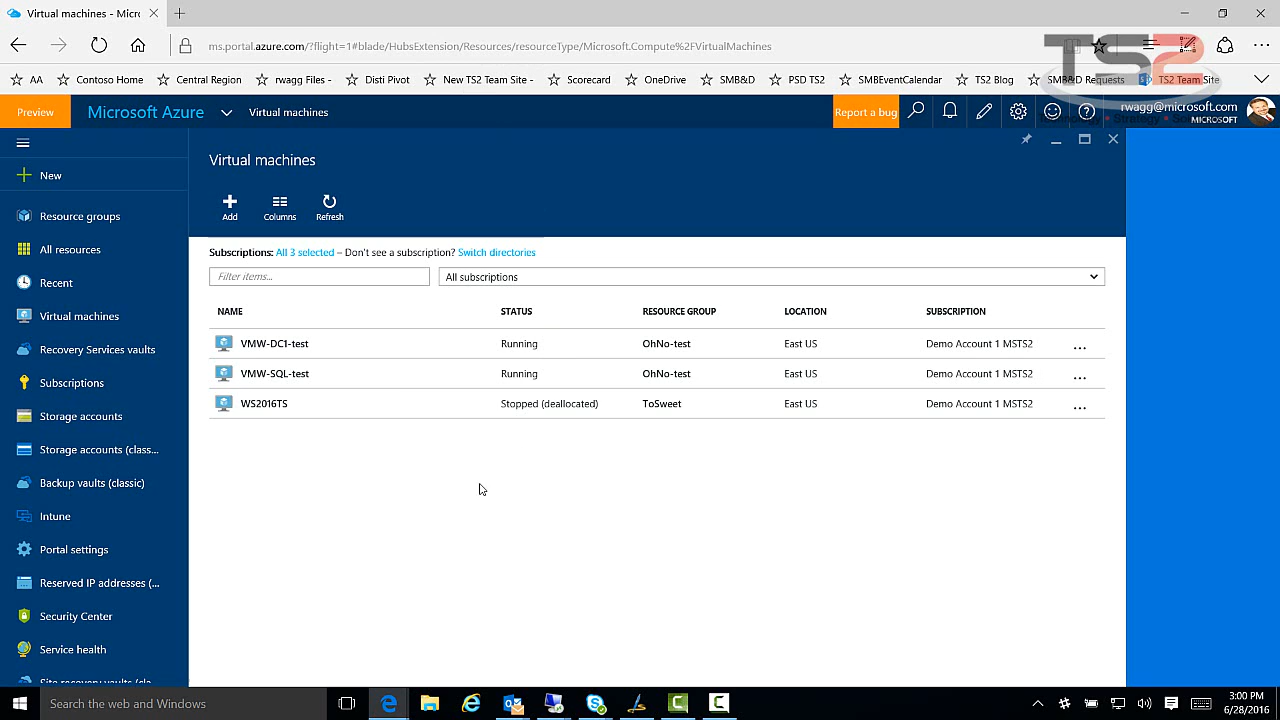 Virtual machines - Micr
ms.portal.azure.com/?flight=1#blade/HubsExtension/Resources/resourceType/Microsoft.Compute%2FVirtualMachines
TS2
AA Contoso Home Central Region rwagg Files - Disti Pivot New TS2 Team Site - Scorecard OneDrive SMB&D PSD TS2 SMBEventCalendar TS2 Blog SMB&D Requests TS2 Team Site
Preview Microsoft Azure Virtual machines Report a bug rwagg@microsoft.com
MICROSOFT
Virtual machines
New
Add Columns Refresh
Resource groups
All resources
Recent
Virtual machines
Recovery Services vaults
Subscriptions
Storage accounts
Storage accounts (class...
Backup vaults (classic)
Intune
Portal settings
Reserved IP addresses (...
Security Center
Service health
Site recovery vaults (cla...
Subscriptions: All 3 selected – Don't see a subscription? Switch directories
Filter items... All subscriptions
NAME STATUS RESOURCE GROUP LOCATION SUBSCRIPTION
VMW-DC1-test Running OhNo-test East US Demo Account 1 MSTS2 ...
VMW-SQL-test Running OhNo-test East US Demo Account 1 MSTS2 ...
WS2016TS Stopped (deallocated) ToSweet East US Demo Account 1 MSTS2 ...
Search the web and Windows
3:00 PM
6/28/2016